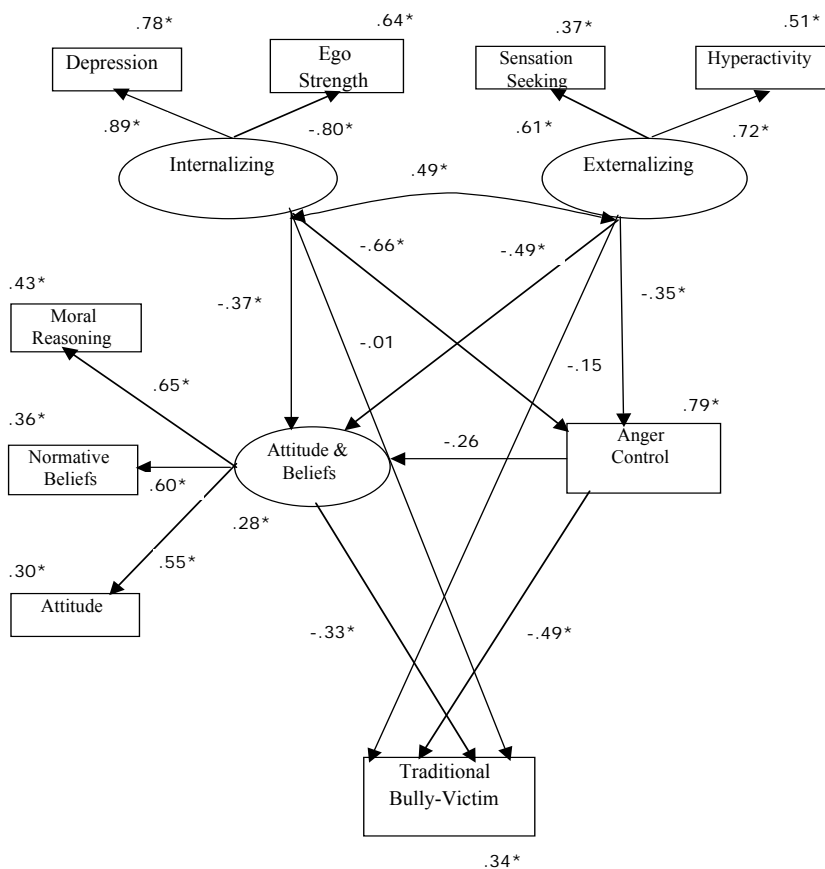 .78*
.64*
.37*
.51*
Depression
Ego
Strength
Sensation
Seeking
Hyperactivity
.89*
-.80*
.61*
.72*
Internalizing
Externalizing
.49*
-.66*
-.49*
.43*
-.37*
-.35*
Moral
Reasoning
-.01
-.15
.65*
.79*
.36*
Anger
Control
Normative
Beliefs
Attitude &
Beliefs
-.26
.60*
.28*
.30*
.55*
Attitude
-.33*
-.49*
Traditional
Bully-Victim
.34*